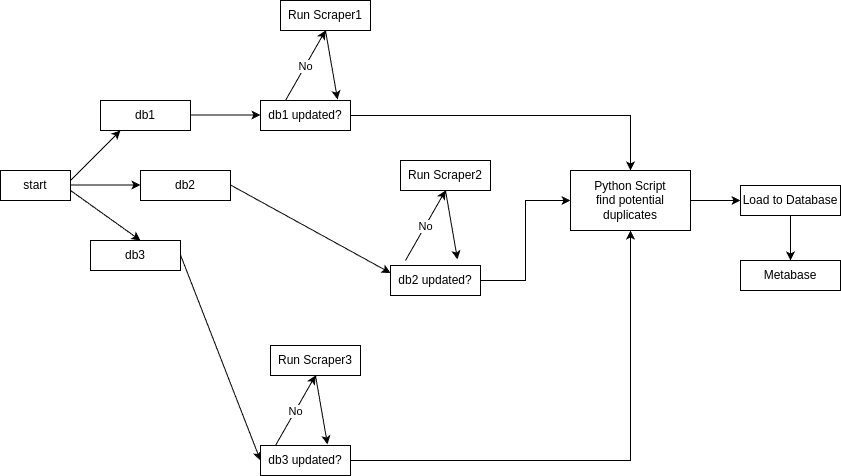 Run Scraper1
No
db1
db1 updated?
start
db2
Run Scraper2
Python Script
find potential
duplicates
Load to Database
No
db3
db2 updated?
Metabase
Run Scraper3
No
db3 updated?